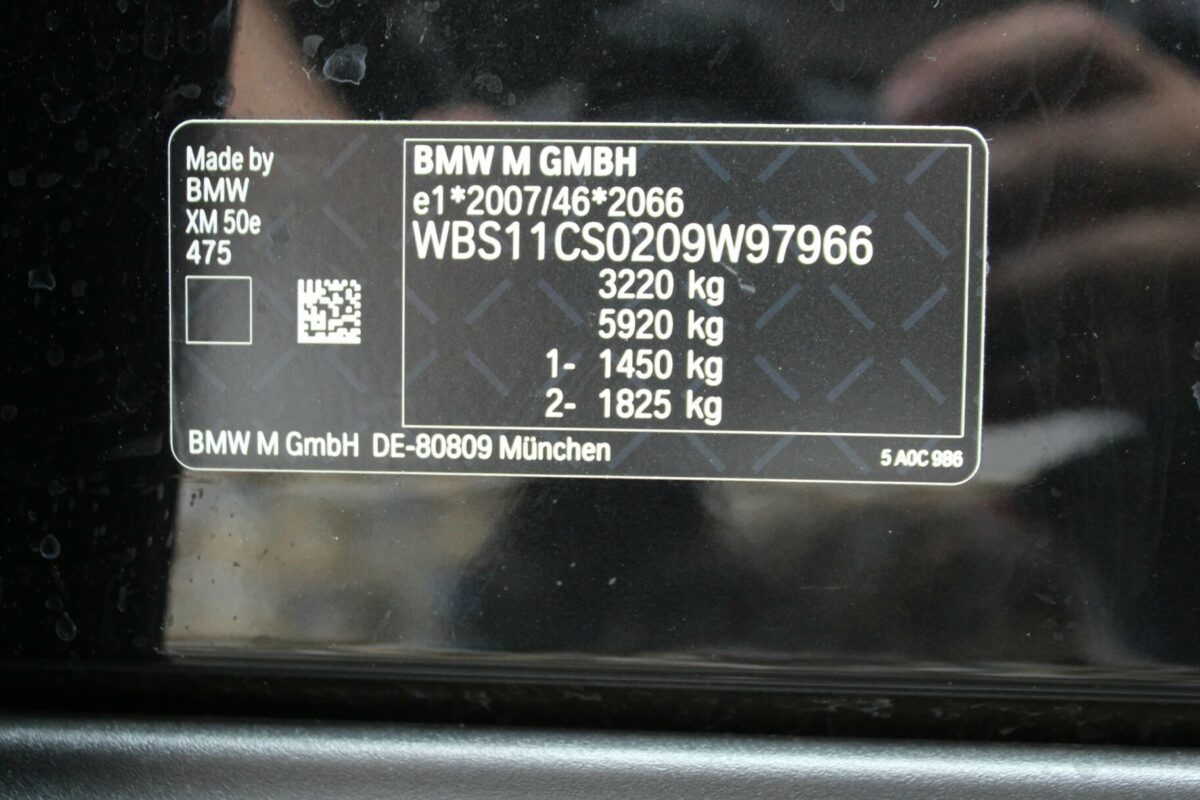 Made by
BMW
XM 50e
475
BMW M GMBH
e1*2007/46*2066
WBS11CS0209W97966
3220 kg
5920 kg
1- 1450 kg
2- 1825 kg
BMW M GmbH DE-80809 München
5 A0C 986